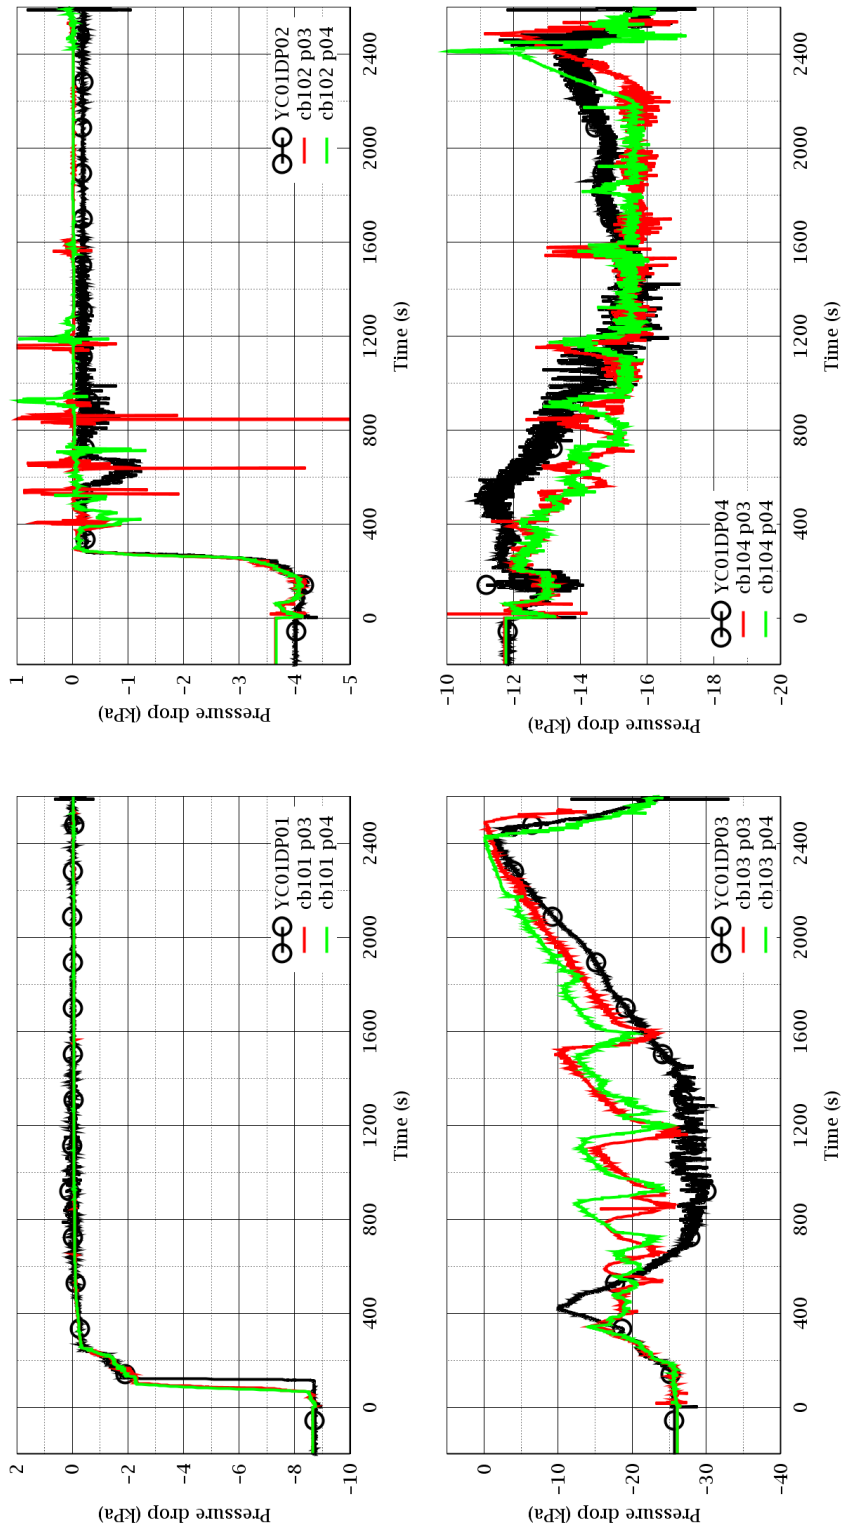 Pressure drop (kPa)
2
0
-2
-4
-6
-8
-10
YC01DP01
cb101 p03
cb101 p04
0
400
800
1200
1600
2000
2400
Time (s)
Pressure drop (kPa)
1
0
-1
-2
-3
-4
-5
YC01DP02
cb102 p03
cb102 p04
0
400
800
1200
1600
2000
2400
Time (s)
Pressure drop (kPa)
0
-10
-20
-30
-40
YC01DP03
cb103 p03
cb103 p04
0
400
800
1200
1600
2000
2400
Time (s)
Pressure drop (kPa)
-10
-12
-14
-16
-18
-20
YC01DP04
cb104 p03
cb104 p04
0
400
800
1200
1600
2000
2400
Time (s)